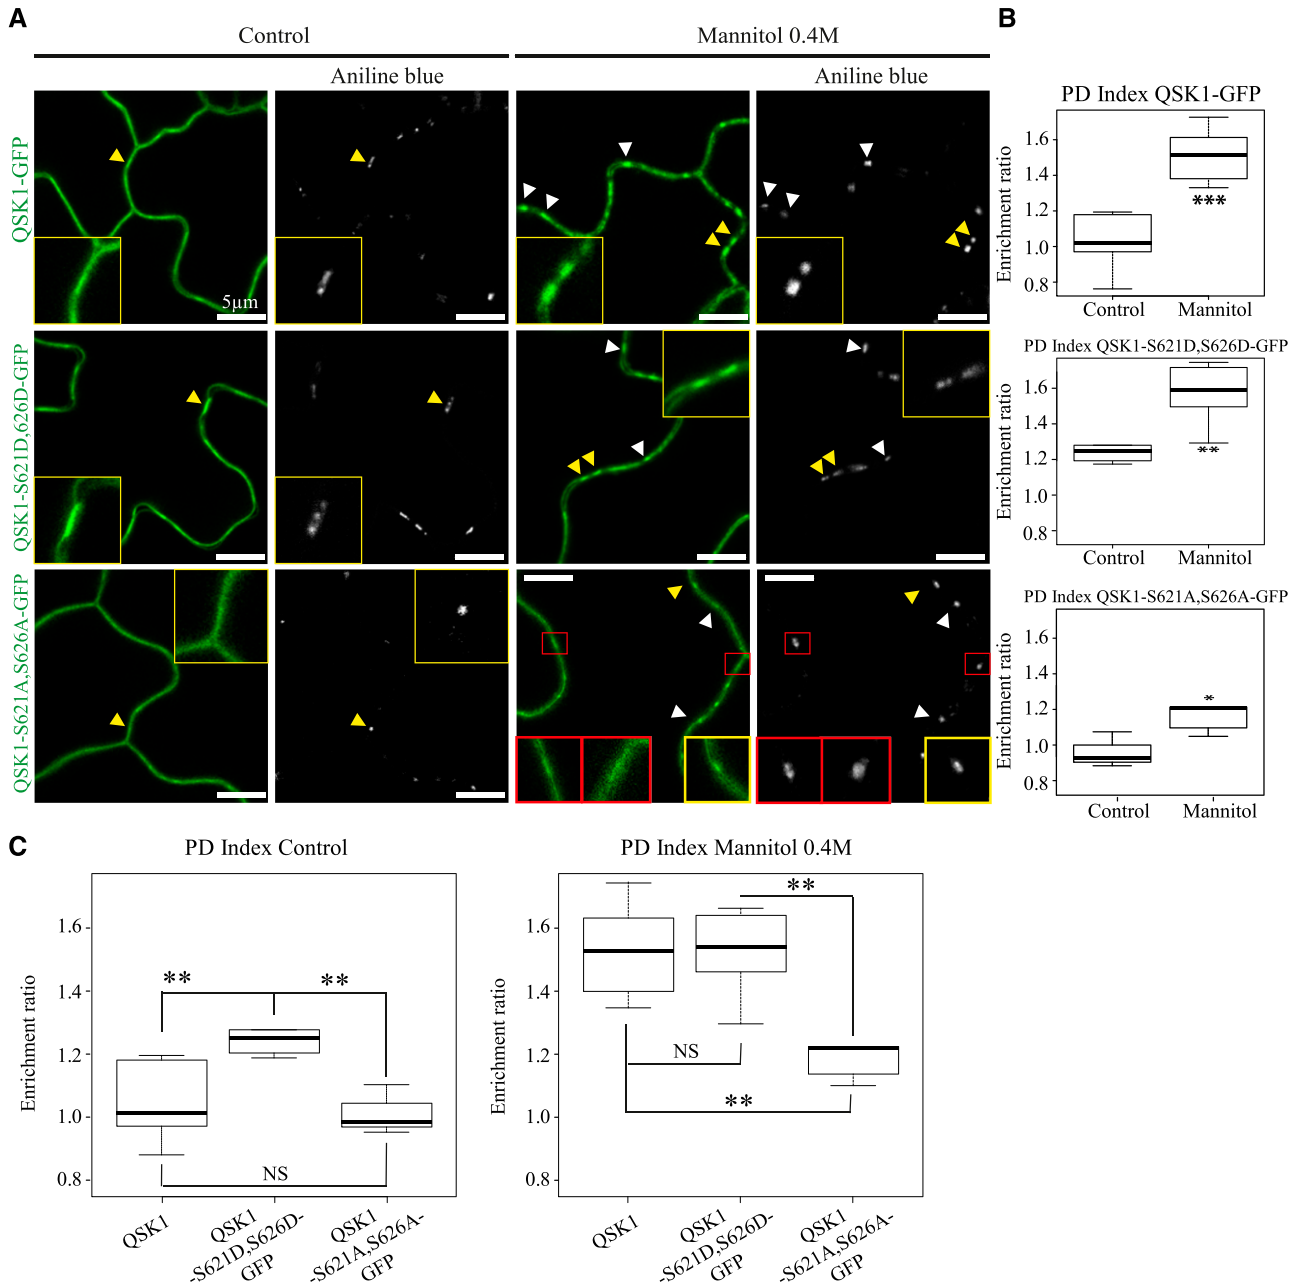 A
B
Control
Mannitol 0.4M
Aniline blue
Aniline blue
QSK1-GFP
5µm
QSK1-S621D,626D-GFP
QSK1-S621A,S626A-GFP
PD Index QSK1-GFP
Enrichment ratio
1.6
1.4
1.2
1.0
0.8
***
Control
Mannitol
PD Index QSK1-S621D,S626D-GFP
Enrichment ratio
1.6
1.4
1.2
1.0
0.8
**
Control
Mannitol
PD Index QSK1-S621A,S626A-GFP
Enrichment ratio
1.6
1.4
1.2
1.0
0.8
*
Control
Mannitol
C
PD Index Control
Enrichment ratio
1.6
1.4
1.2
1.0
0.8
**
**
NS
QSK1
QSK1
-S621D,S626D-
GFP
QSK1
-S621A,S626A-
GFP
PD Index Mannitol 0.4M
Enrichment ratio
1.6
1.4
1.2
1.0
0.8
**
NS
**
QSK1
QSK1
-S621D,S626D-
GFP
QSK1
-S621A,S626A-
GFP